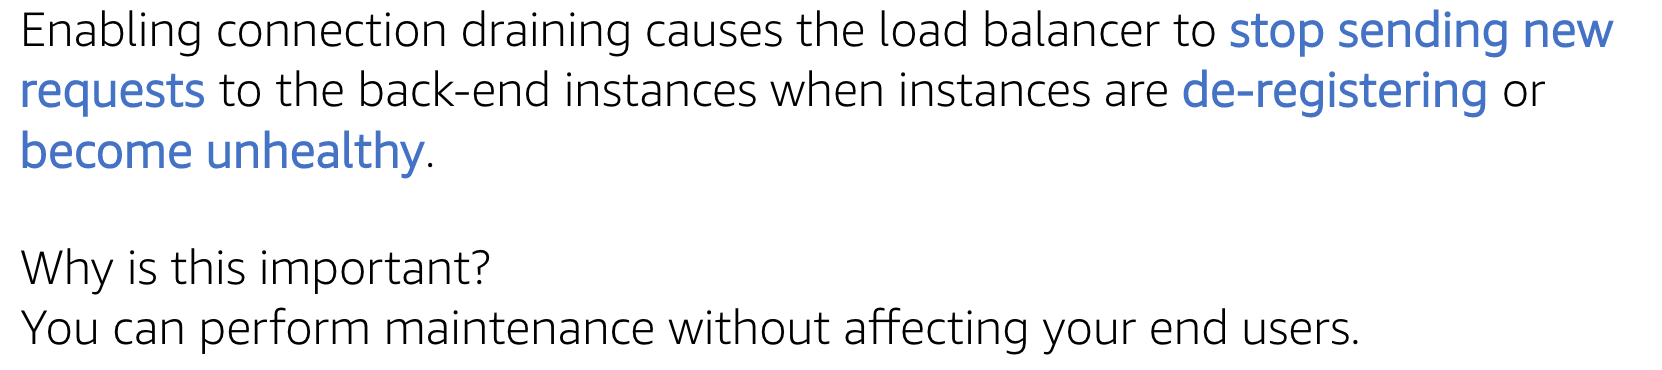 Enabling connection draining causes the load balancer to stop sending new
requests to the back-end instances when instances are de-registering or
become unhealthy.
Why is this important?
You can perform maintenance without affecting your end users.